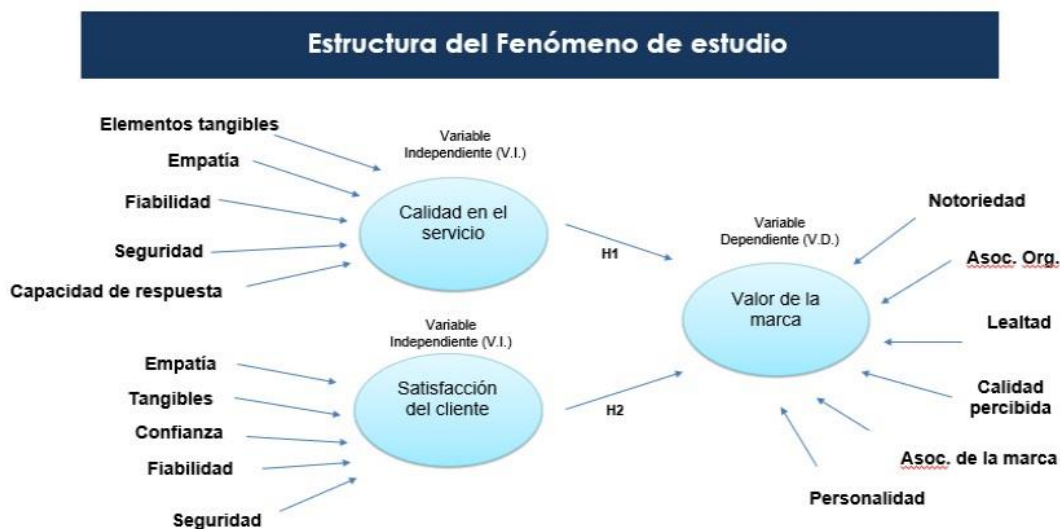 Estructura del Fenómeno de estudio
Elementos tangibles
Empatía
Fiabilidad
Seguridad
Capacidad de respuesta
Variable
Independiente (V.I.)
Calidad en el
servicio
H1
Empatía
Tangibles
Confianza
Fiabilidad
Seguridad
Variable
Independiente (V.I.)
Satisfacción
del cliente
H2
Variable
Dependiente (V.D.)
Valor de la
marca
Notoriedad
Asoc. Org.
Lealtad
Calidad
percibida
Asoc. de la marca
Personalidad